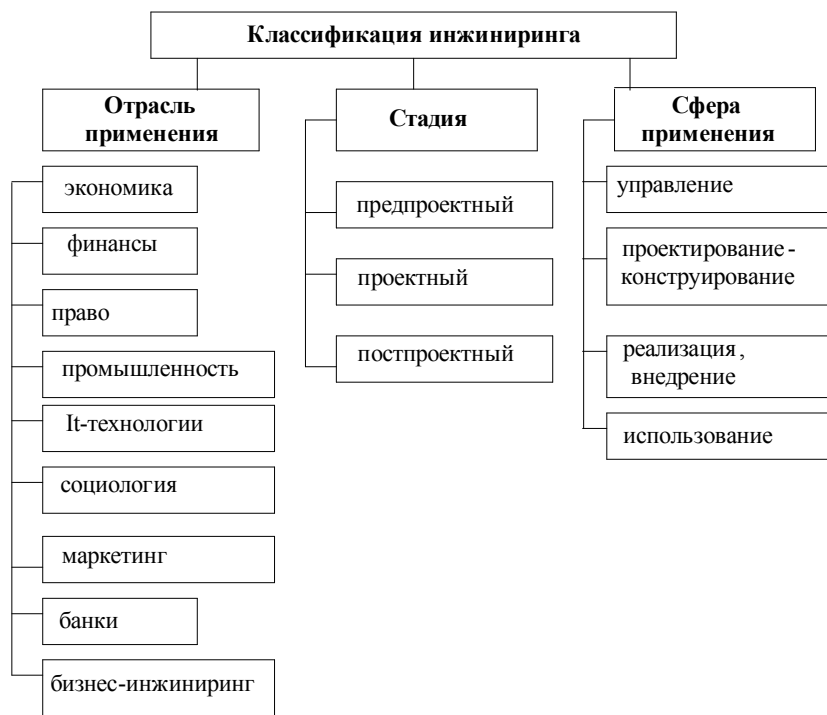 Классификация инжиниринга
Отрасль
применения
экономика
финансы
право
промышленность
It-технологии
социология
маркетинг
банки
бизнес-инжиниринг
Стадия
предпроектный
проектный
постпроектный
Сфера
применения
управление
проектирование-
конструирование
реализация,
внедрение
использование